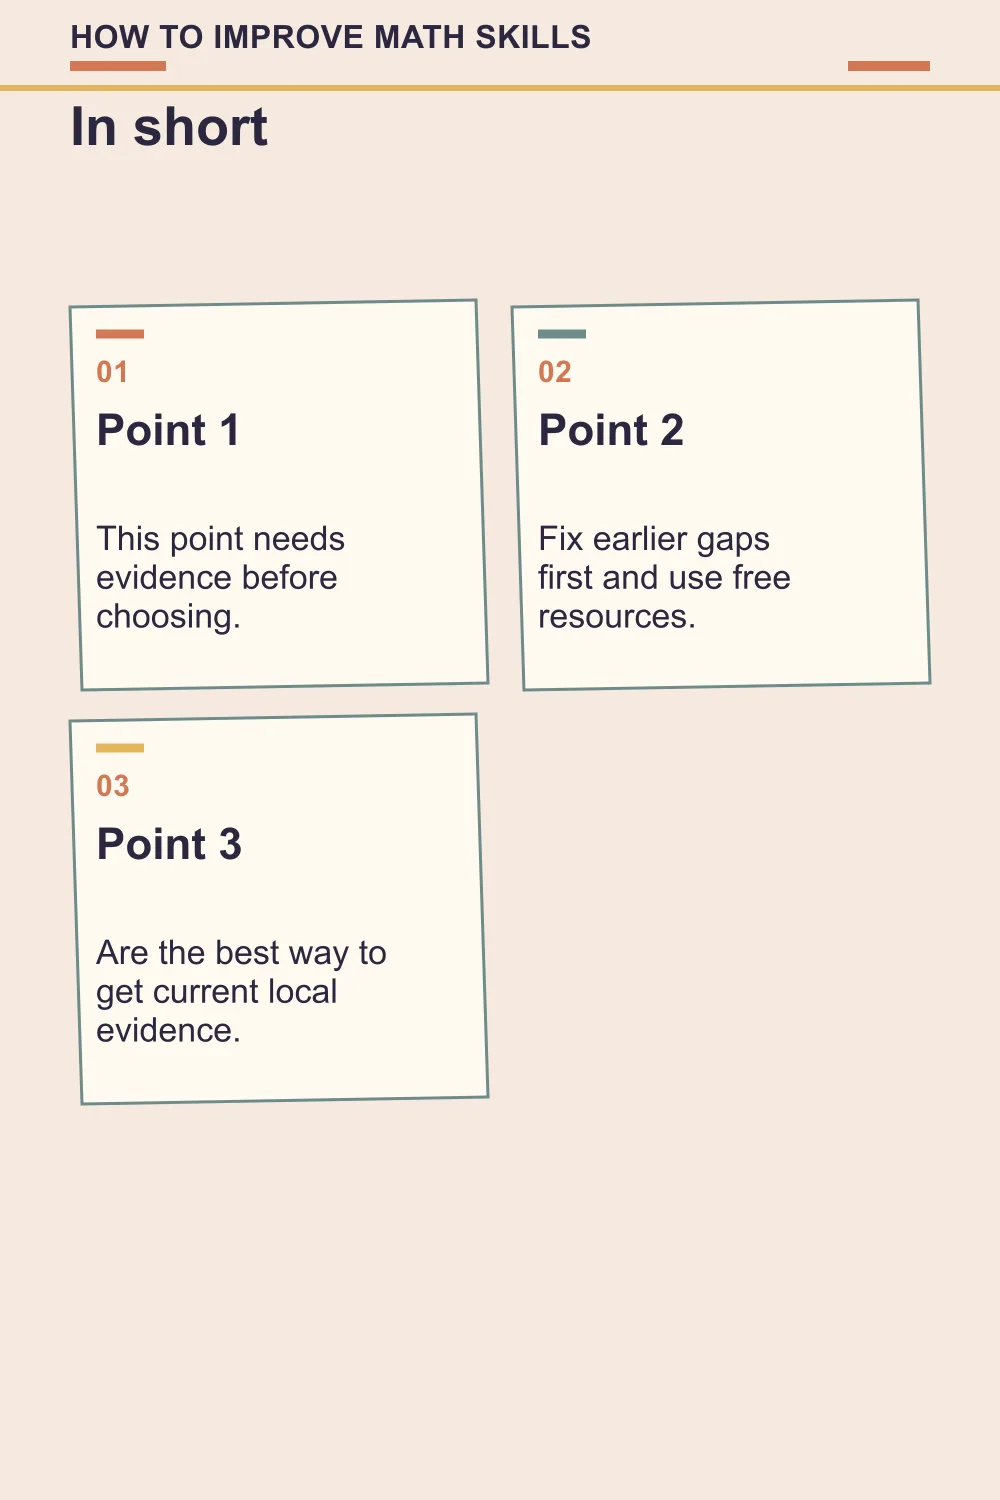 HOW TO IMPROVE MATH SKILLS
In short
01
Point 1
This point needs
evidence before
choosing.
02
Point 2
Fix earlier gaps
first and use free
resources.
03
Point 3
Are the best way to
get current local
evidence.